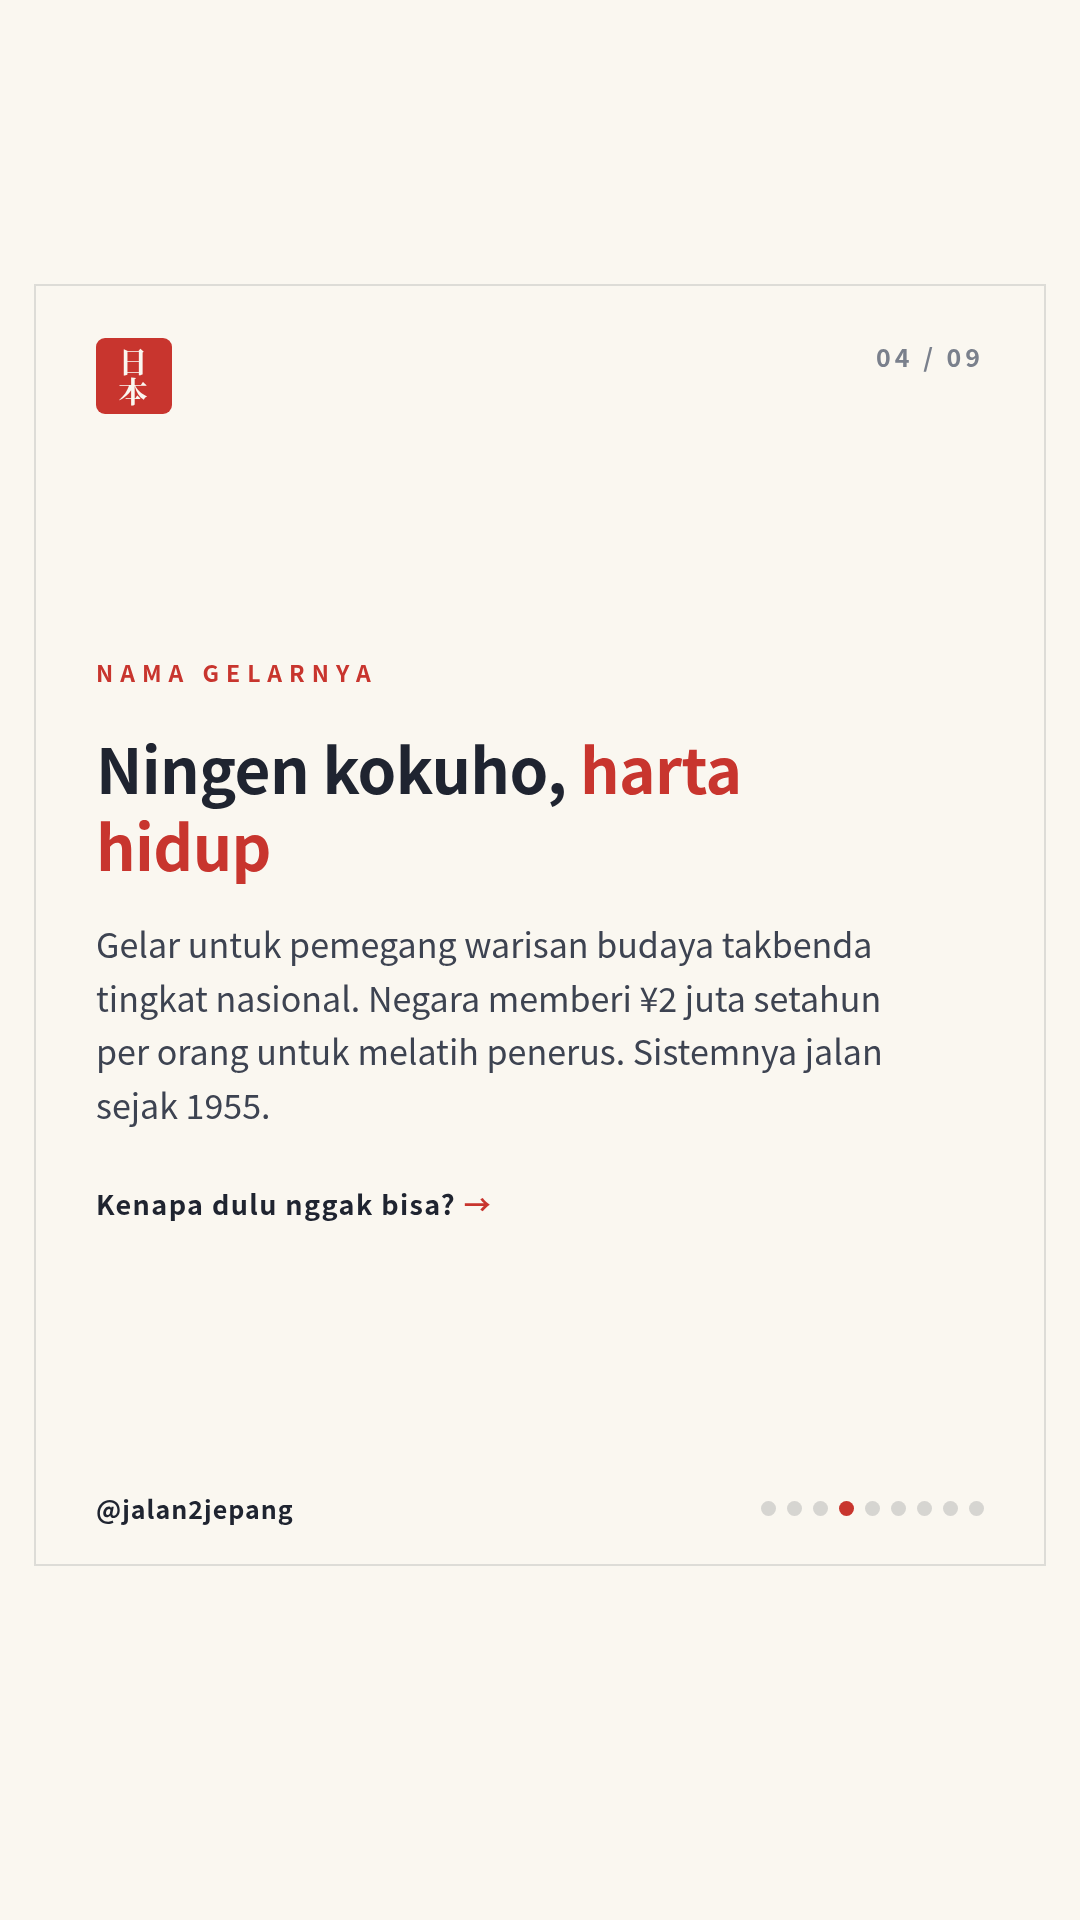 日本
04 / 09
NAMA GELARNYA
Ningen kokuho, harta
hidup
Gelar untuk pemegang warisan budaya takbenda
tingkat nasional. Negara memberi ¥2 juta setahun
per orang untuk melatih penerus. Sistemnya jalan
sejak 1955.
Kenapa dulu nggak bisa? →
@jalan2jepang